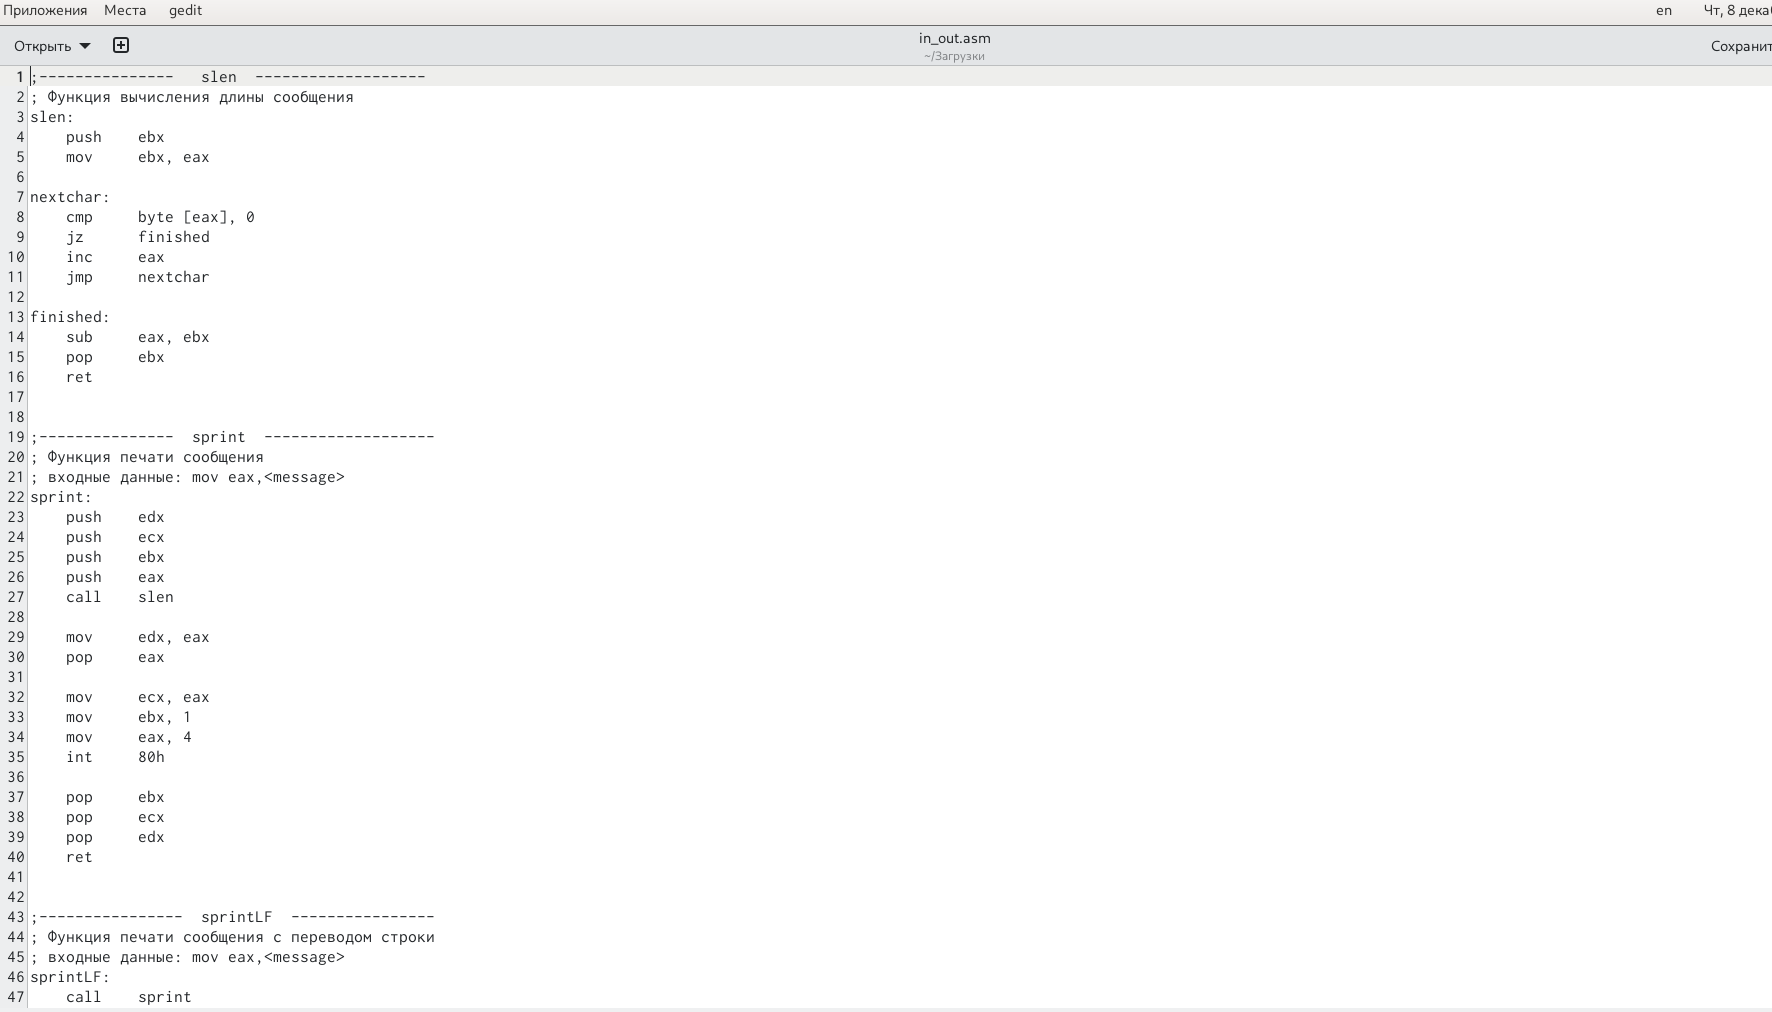 Приложения Места gedit en Чт, 8 дека
Открыть in_out.asm Сохранит
~/Загрузки
1 ;--------------- slen -------------------
2 ; Функция вычисления длины сообщения
3 slen:
4 push ebx
5 mov ebx, eax
6
7 nextchar:
8 cmp byte [eax], 0
9 jz finished
10 inc eax
11 jmp nextchar
12
13 finished:
14 sub eax, ebx
15 pop ebx
16 ret
17
18
19 ;--------------- sprint -------------------
20 ; Функция печати сообщения
21 ; входные данные: mov eax,<message>
22 sprint:
23 push edx
24 push ecx
25 push ebx
26 push eax
27 call slen
28
29 mov edx, eax
30 pop eax
31
32 mov ecx, eax
33 mov ebx, 1
34 mov eax, 4
35 int 80h
36
37 pop ebx
38 pop ecx
39 pop edx
40 ret
41
42
43 ;---------------- sprintLF ----------------
44 ; Функция печати сообщения с переводом строки
45 ; входные данные: mov eax,<message>
46 sprintLF:
47 call sprint